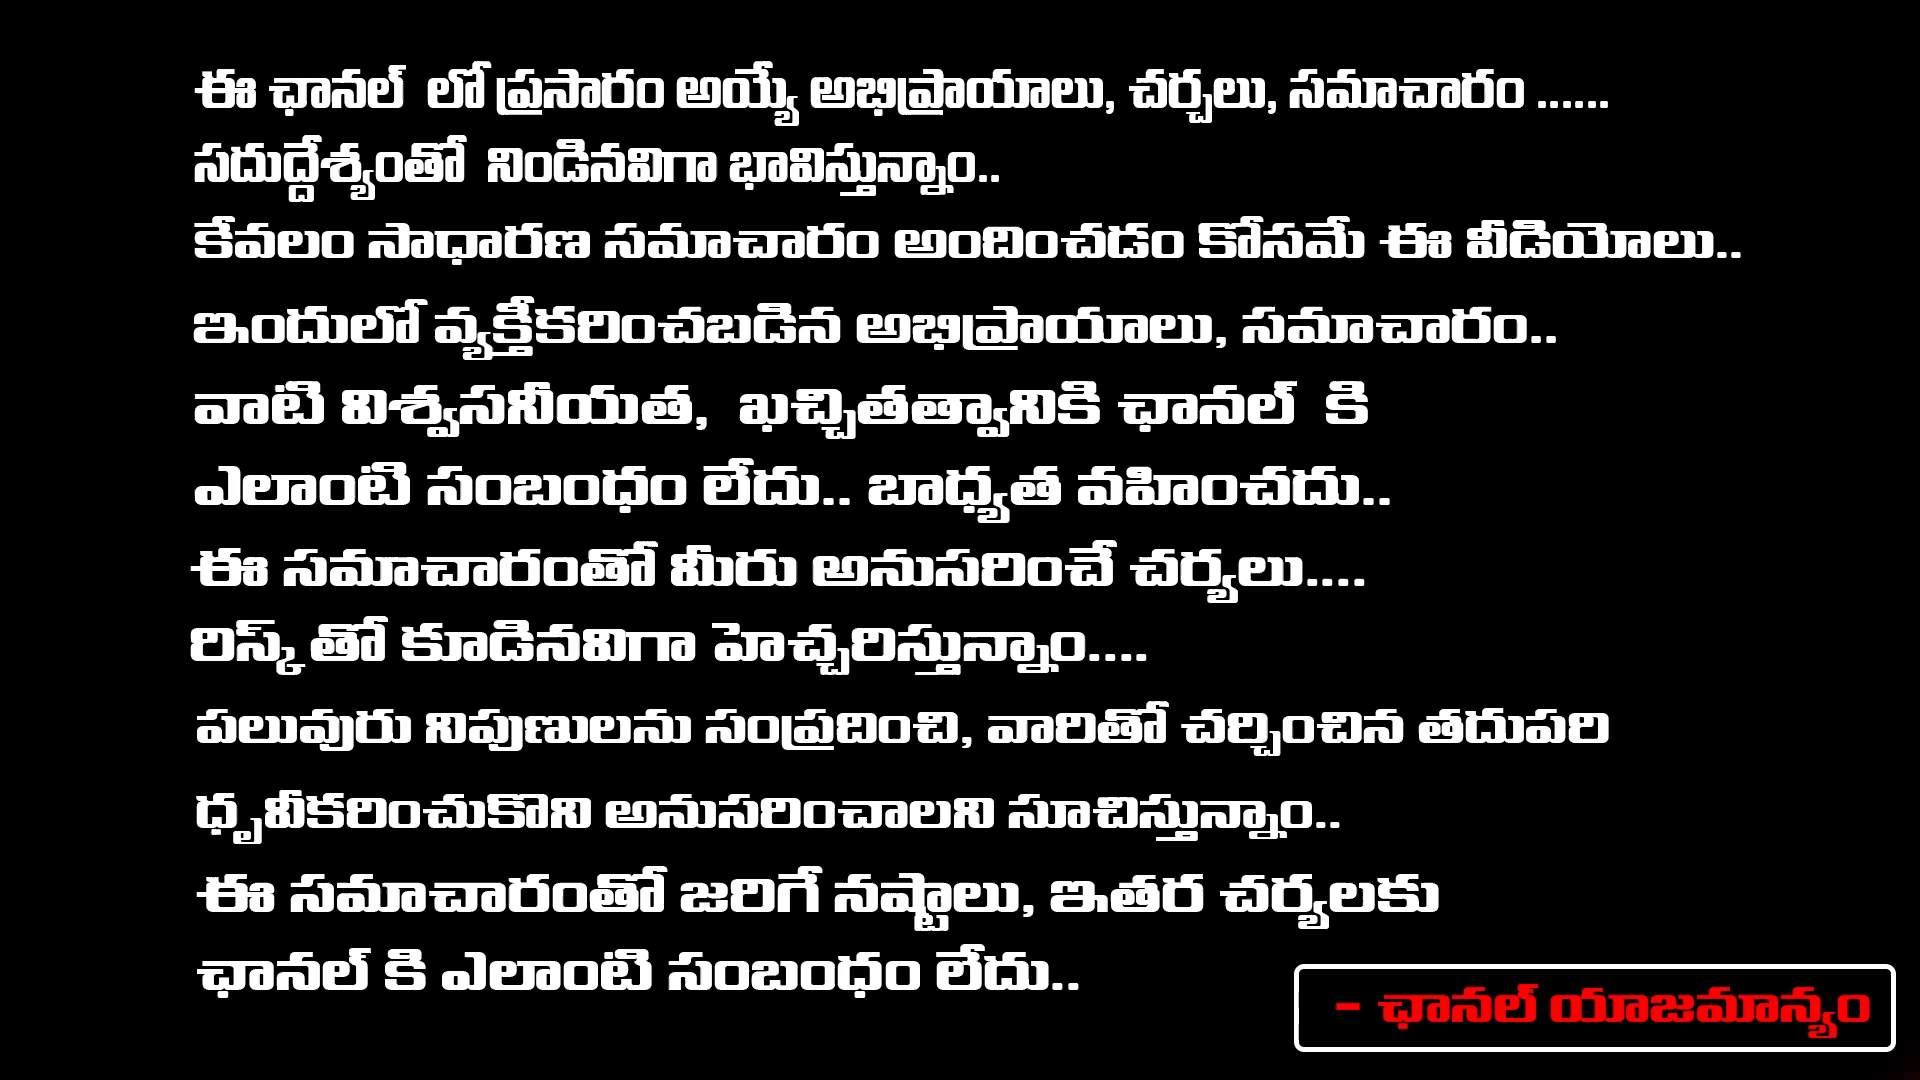 ఈ ఛానల్ లో ప్రసారం అయ్యే అభిప్రాయాలు, చర్చలు, సమాచారం ......
సదుద్దేశ్యంతో నిండినవిగా భావిస్తున్నాం..
కేవలం సాధారణ సమాచారం అందించడం కోసమే ఈ వీడియోలు..
ఇందులో వ్యక్తీకరించబడిన అభిప్రాయాలు, సమాచారం..
వాటి విశ్వసనీయత, ఖచ్చితత్వానికి ఛానల్ కి
ఎలాంటి సంబంధం లేదు.. బాధ్యత వహించదు..
ఈ సమాచారంతో మీరు అనుసరించే చర్యలు....
రిస్క్ తో కూడినవిగా హెచ్చరిస్తున్నాం....
పలువురు నిపుణులను సంప్రదించి, వారితో చర్చించిన తదుపరి
ధృవీకరించుకొని అనుసరించాలని సూచిస్తున్నాం..
ఈ సమాచారంతో జరిగే నష్టాలు, ఇతర చర్యలకు
ఛానల్ కి ఎలాంటి సంబంధం లేదు..
- ఛానల్ యాజమాన్యం